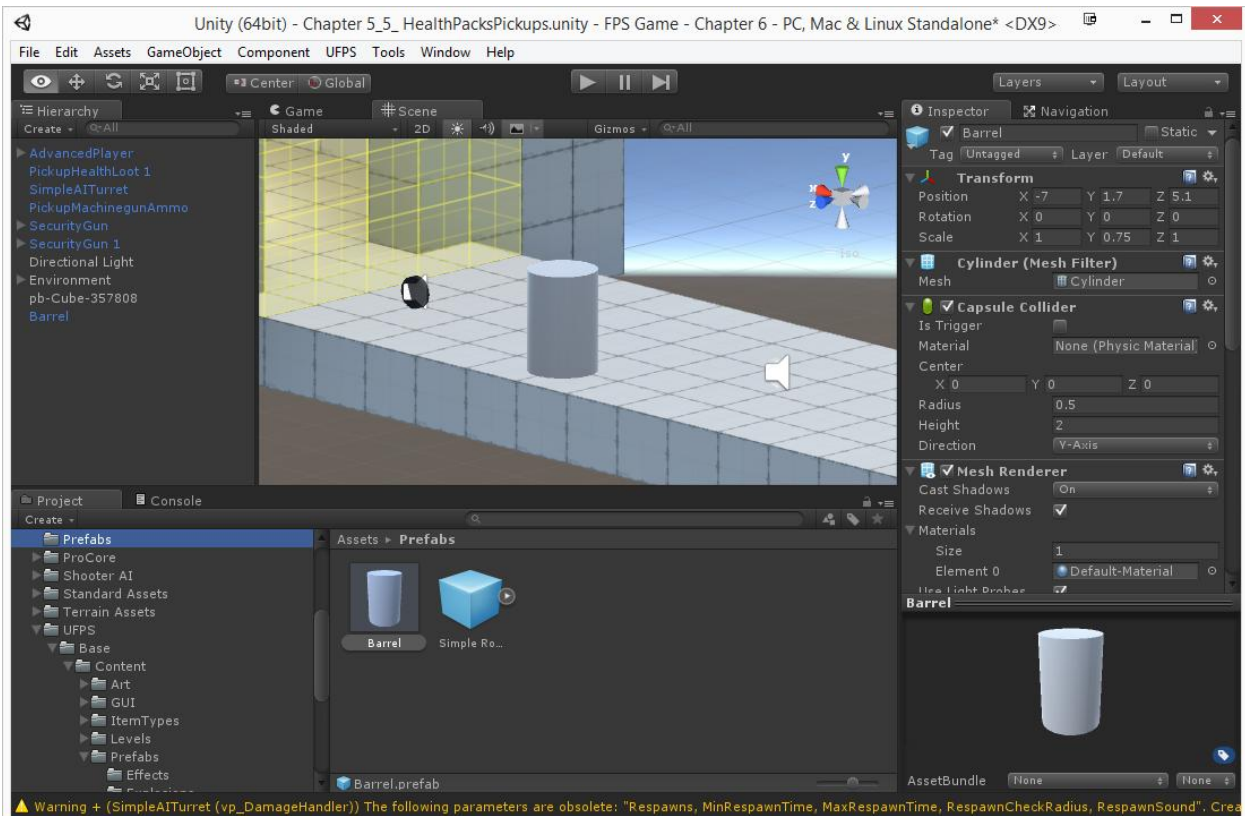 Unity (64bit) - Chapter 5_5_ HealthPacksPickups.unity - FPS Game - Chapter 6 - PC, Mac & Linux Standalone* <DX9>
File Edit Assets GameObject Component UFPS Tools Window Help
Center Global Layers Layout
Hierarchy
Create All
AdvancedPlayer
PickupHealthLoot 1
SimpleAITurret
PickupMachinegunAmmo
SecurityGun
SecurityGun 1
Directional Light
Environment
pb-Cube-357808
Barrel
Game Scene
Shaded 2D Gizmos All
y
x
z
Iso
Inspector Navigation
Barrel Static
Tag Untagged Layer Default
Transform
Position X -7 Y 1.7 Z 5.1
Rotation X 0 Y 0 Z 0
Scale X 1 Y 0.75 Z 1
Cylinder (Mesh Filter)
Mesh Cylinder
Capsule Collider
Is Trigger
Material None (Physic Material
Center
X 0 Y 0 Z 0
Radius 0.5
Height 2
Direction Y-Axis
Mesh Renderer
Cast Shadows On
Receive Shadows
Materials
Size 1
Element 0 Default-Material
Use Light Probes
Barrel
AssetBundle None None
Project Console
Create
Prefabs
ProCore
Shooter AI
Standard Assets
Terrain Assets
UFPS
Base
Content
Art
GUI
ItemTypes
Levels
Prefabs
Effects
Explosions
Assets Prefabs
Barrel Simple Ro...
Barrel.prefab
Warning + (SimpleAITurret (vp_DamageHandler)) The following parameters are obsolete: "Respawns, MinRespawnTime, MaxRespawnTime, RespawnCheckRadius, RespawnSound". Crea